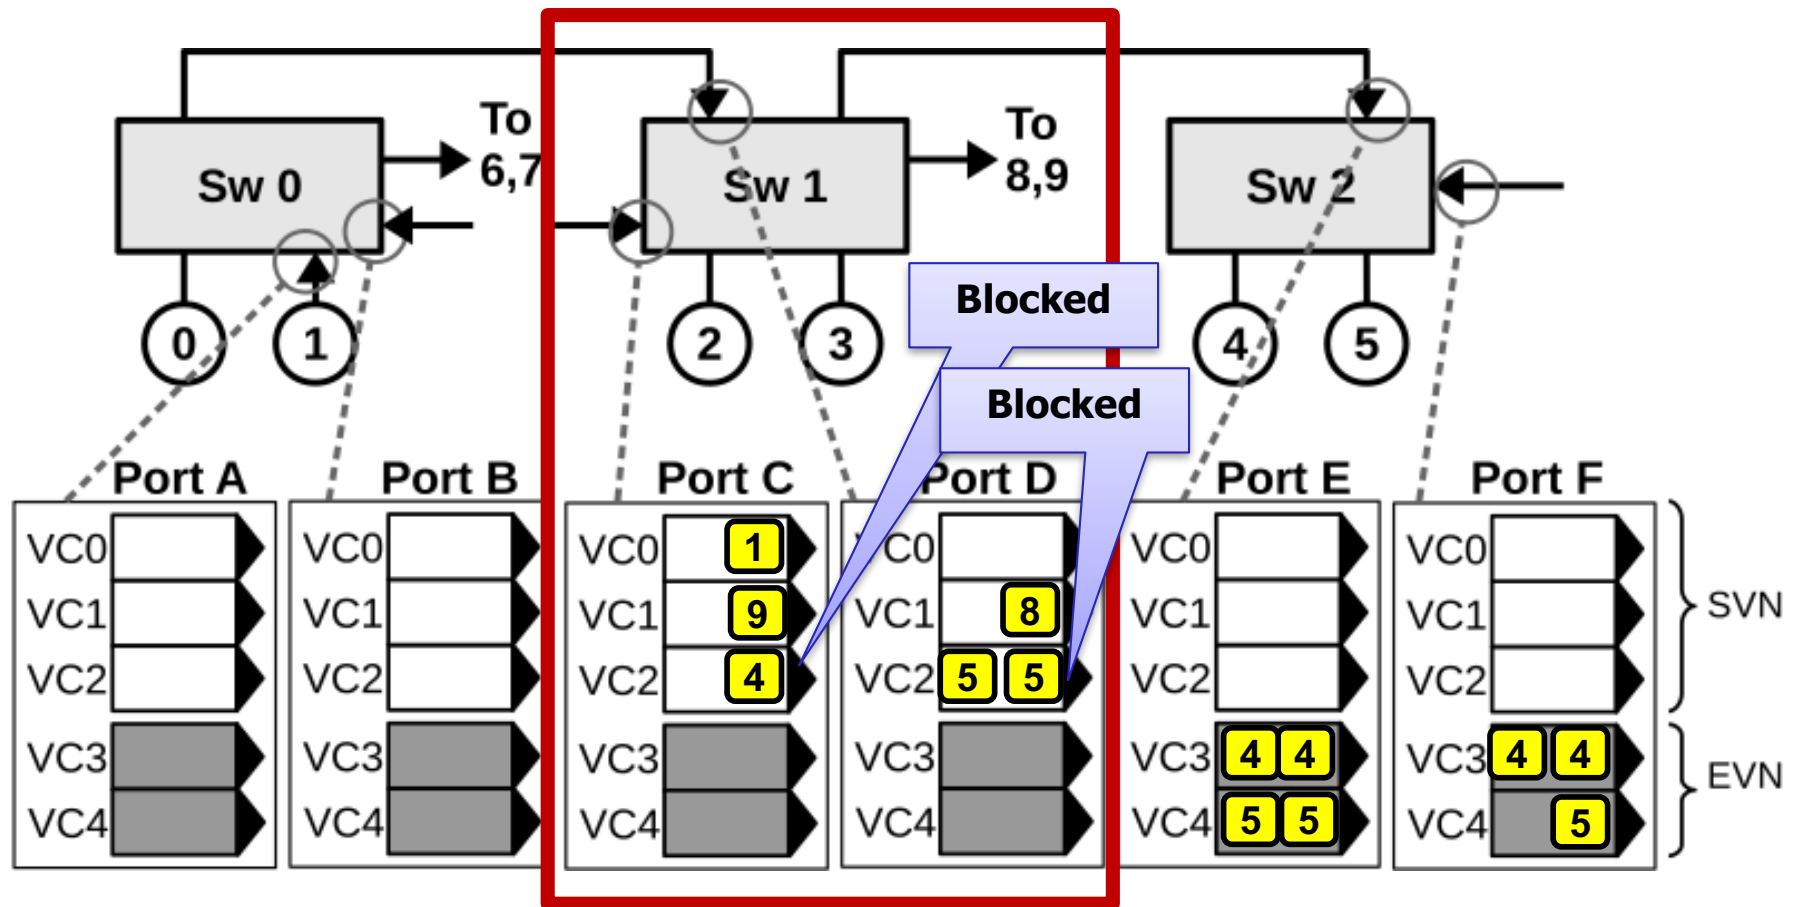 To
6,7
To
8,9
Sw 0
Sw 1
Sw 2
0
1
2
3
4
5
Blocked
Blocked
Port A
Port B
Port C
Port D
Port E
Port F
VC0
VC1
VC2
VC3
VC4
VC0
VC1
VC2
VC3
VC4
VC0 1
VC1 9
VC2 4
VC3
VC4
C0
VC1 8
VC2 5 5
VC3
VC4
VC0
VC1
VC2
VC3 4 4
VC4 5 5
VC0
VC1
VC2
VC3 4 4
VC4 5
SVN
EVN